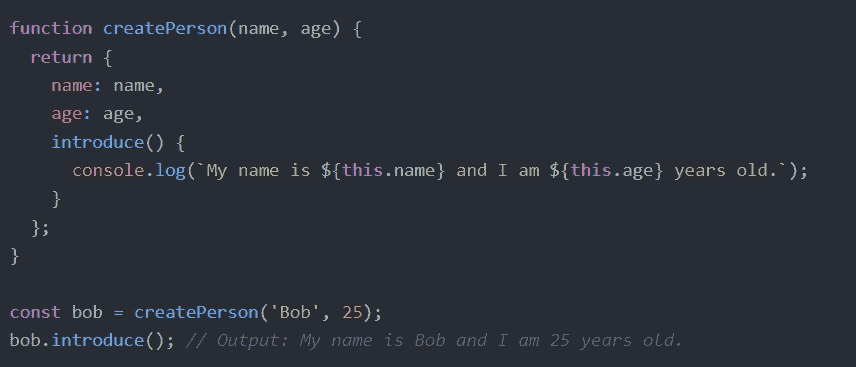 function createPerson(name, age) {
  return {
    name: name,
    age: age,
    introduce() {
      console.log(`My name is ${this.name} and I am ${this.age} years old.`);
    }
  };
}

const bob = createPerson('Bob', 25);
bob.introduce(); // Output: My name is Bob and I am 25 years old.